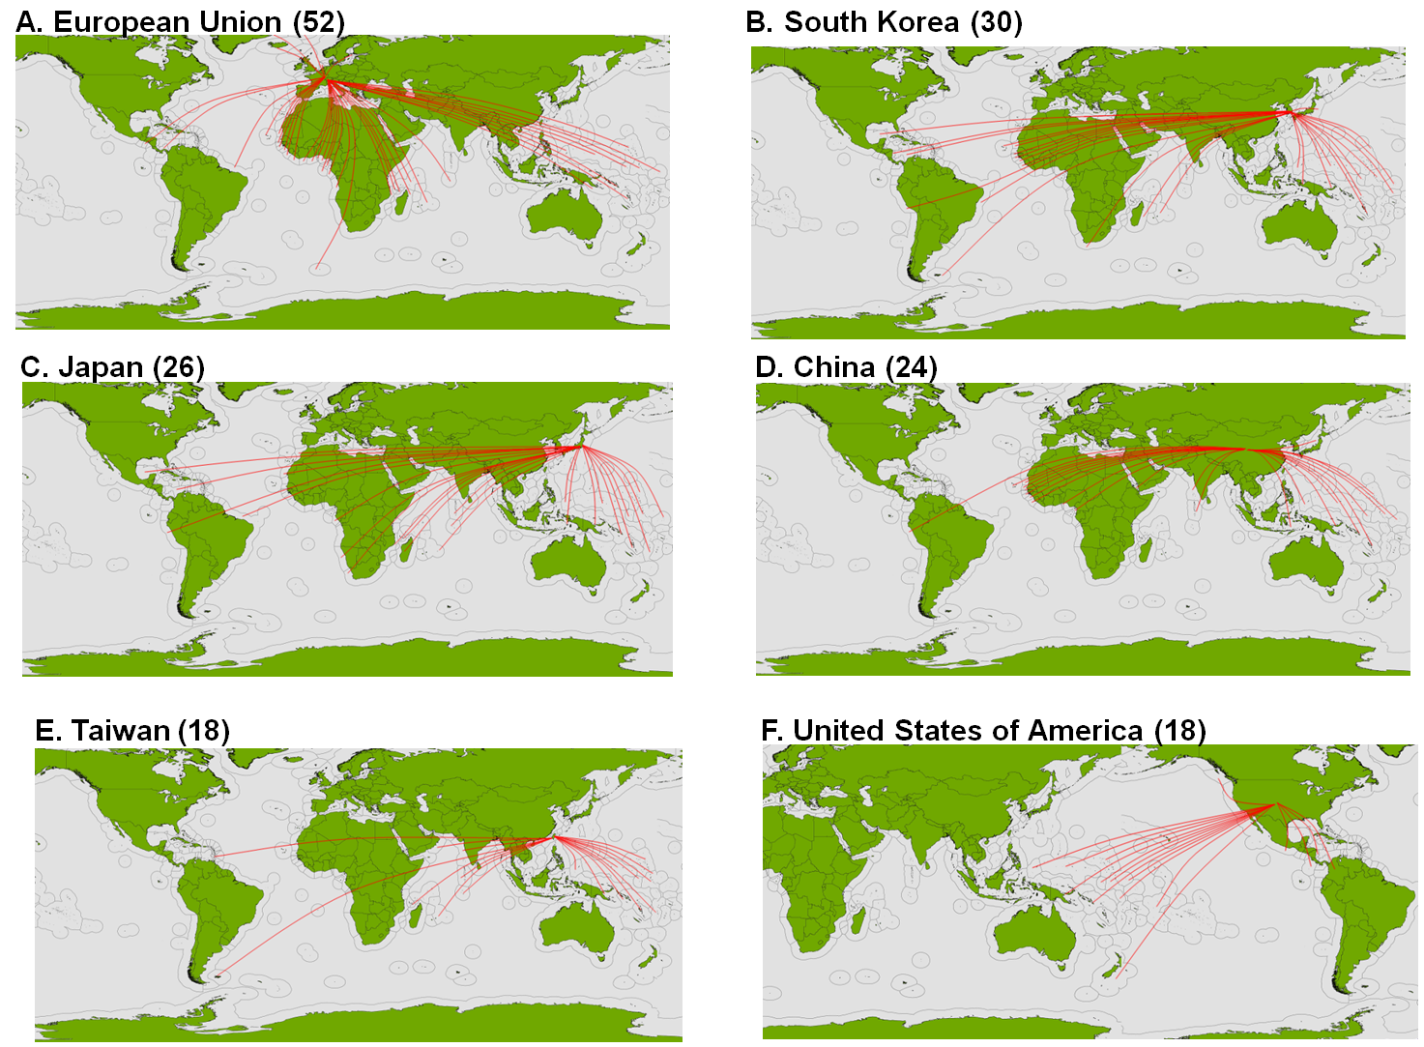 A. European Union (52)
B. South Korea (30)
C. Japan (26)
D. China (24)
E. Taiwan (18)
F. United States of America (18)